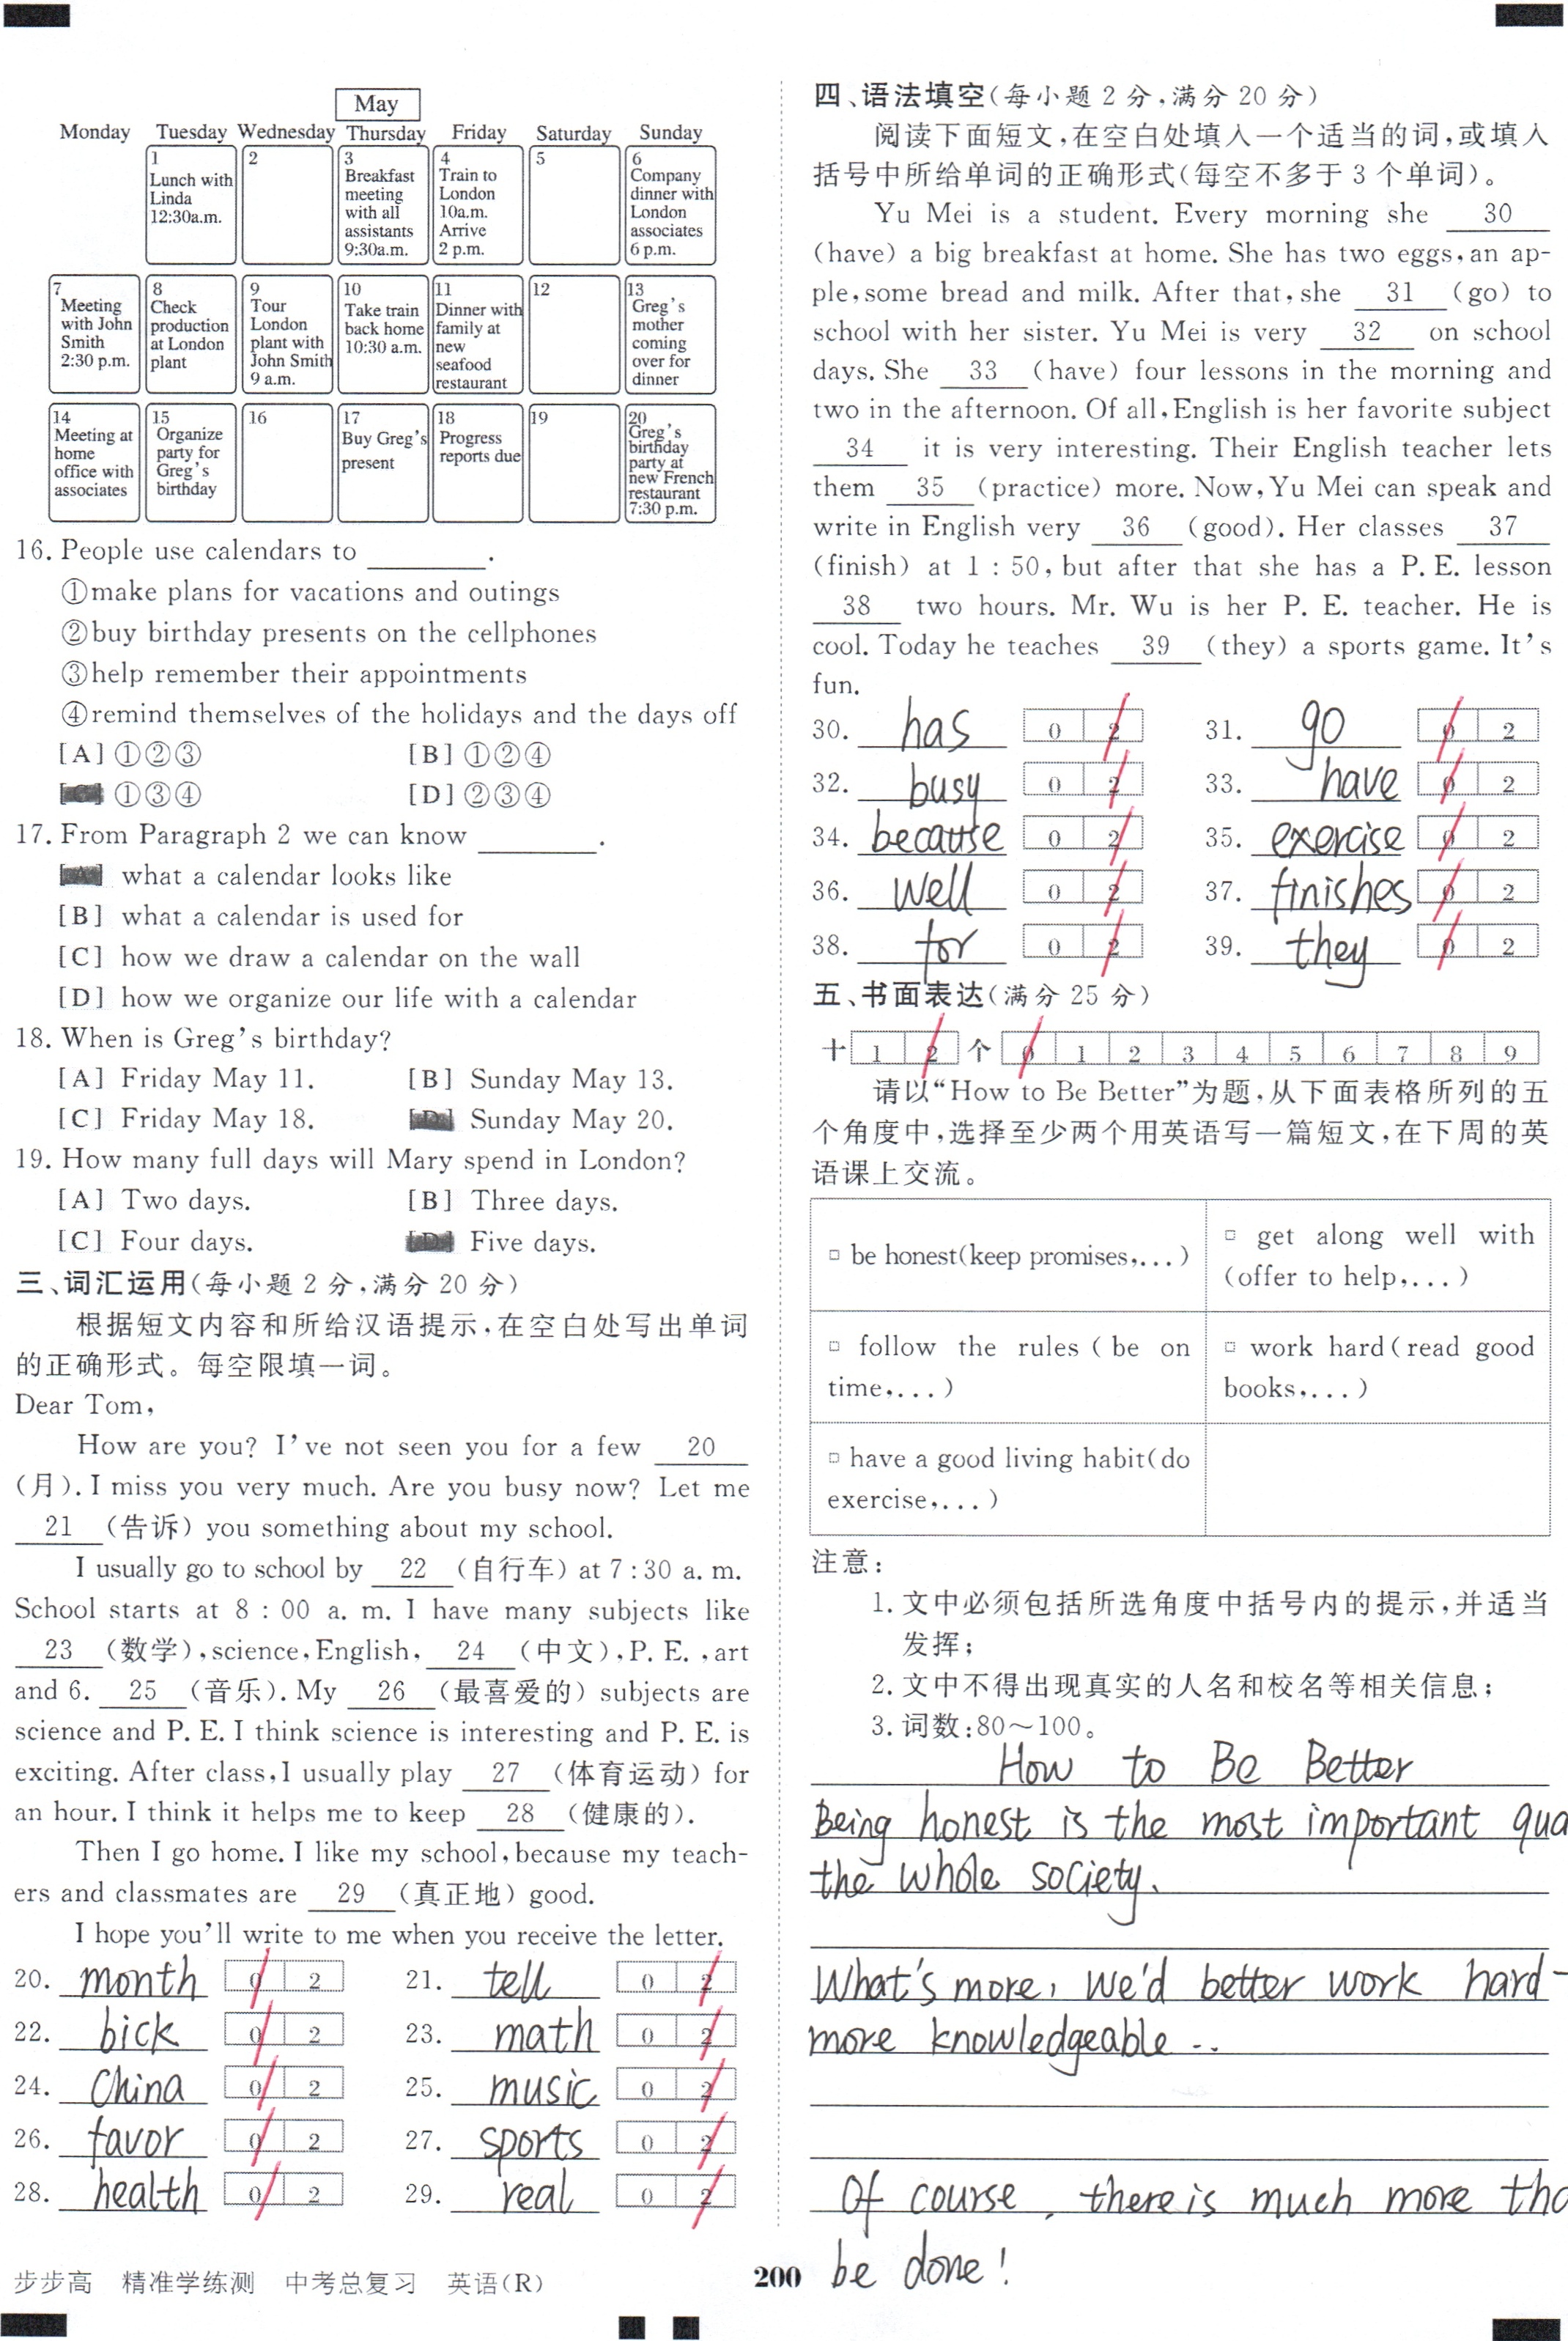 May
Monday Tuesday Wednesday Thursday Friday Saturday Sunday
1
Lunch with
Linda
12:30a.m.
2
3
Breakfast
meeting
with all
assistants
9:30a.m.
4
Train to
London
10a.m.
Arrive
2 p.m.
5
6
Company
dinner with
London
associates
6 p.m.
7
Meeting
with John
Smith
2:30 p.m.
8
Check
production
at London
plant
9
Tour
London
plant with
John Smith
9 a.m.
10
Take train
back home
10:30 a.m.
11
Dinner with
family at
new
seafood
restaurant
12
13
Greg's
mother
coming
over for
dinner
14
Meeting at
home
office with
associates
15
Organize
party for
Greg's
birthday
16
17
Buy Greg's
present
18
Progress
reports due
19
20
Greg's
birthday
party at
new French
restaurant
7:30 p.m.
16. People use calendars to ________.
①make plans for vacations and outings
②buy birthday presents on the cellphones
③help remember their appointments
④remind themselves of the holidays and the days off
[A] ①②③ [B] ①②④
[C] ①③④ [D] ②③④
17. From Paragraph 2 we can know ________.
[A] what a calendar looks like
[B] what a calendar is used for
[C] how we draw a calendar on the wall
[D] how we organize our life with a calendar
18. When is Greg's birthday?
[A] Friday May 11. [B] Sunday May 13.
[C] Friday May 18. [D] Sunday May 20.
19. How many full days will Mary spend in London?
[A] Two days. [B] Three days.
[C] Four days. [D] Five days.
三、词汇运用(每小题 2 分,满分 20 分)
根据短文内容和所给汉语提示,在空白处写出单词
的正确形式。每空限填一词。
Dear Tom,
How are you? I've not seen you for a few 20
(月). I miss you very much. Are you busy now? Let me
21 (告诉) you something about my school.
I usually go to school by 22 (自行车) at 7:30 a. m.
School starts at 8 : 00 a. m. I have many subjects like
23 (数学),science,English, 24 (中文),P. E. ,art
and 6. 25 (音乐). My 26 (最喜爱的) subjects are
science and P. E. I think science is interesting and P. E. is
exciting. After class,I usually play 27 (体育运动) for
an hour. I think it helps me to keep 28 (健康的).
Then I go home. I like my school,because my teach-
ers and classmates are 29 (真正地) good.
I hope you'll write to me when you receive the letter.
20. month 0 2 21. tell 0 2
22. bick 0 2 23. math 0 2
24. China 0 2 25. music 0 2
26. favor 0 2 27. sports 0 2
28. health 0 2 29. real 0 2
步步高 精准学练测 中考总复习 英语(R)
200
四、语法填空(每小题 2 分,满分 20 分)
阅读下面短文,在空白处填入一个适当的词,或填入
括号中所给单词的正确形式(每空不多于 3 个单词)。
Yu Mei is a student. Every morning she 30
(have) a big breakfast at home. She has two eggs,an ap-
ple,some bread and milk. After that,she 31 (go) to
school with her sister. Yu Mei is very 32 on school
days. She 33 (have) four lessons in the morning and
two in the afternoon. Of all,English is her favorite subject
34 it is very interesting. Their English teacher lets
them 35 (practice) more. Now,Yu Mei can speak and
write in English very 36 (good). Her classes 37
(finish) at 1 : 50,but after that she has a P. E. lesson
38 two hours. Mr. Wu is her P. E. teacher. He is
cool. Today he teaches 39 (they) a sports game. It's
fun.
30. has 0 2 31. go 0 2
32. busy 0 2 33. have 0 2
34. because 0 2 35. exercise 0 2
36. well 0 2 37. finishes 0 2
38. for 0 2 39. they 0 2
五、书面表达(满分 25 分)
十 1 2 个 0 1 2 3 4 5 6 7 8 9
请以“How to Be Better”为题,从下面表格所列的五
个角度中,选择至少两个用英语写一篇短文,在下周的英
语课上交流。
□ be honest(keep promises,...)
□ get along well with
(offer to help,...)
□ follow the rules (be on
time,...)
□ work hard(read good
books,...)
□ have a good living habit(do
exercise,...)
注意:
1. 文中必须包括所选角度中括号内的提示,并适当
发挥;
2. 文中不得出现真实的人名和校名等相关信息;
3. 词数:80~100。
How to Be Better
Being honest is the most important qua
the whole society.
What's more, we'd better work hard-
more knowledgeable ..
Of course, there is much more tha
be done!